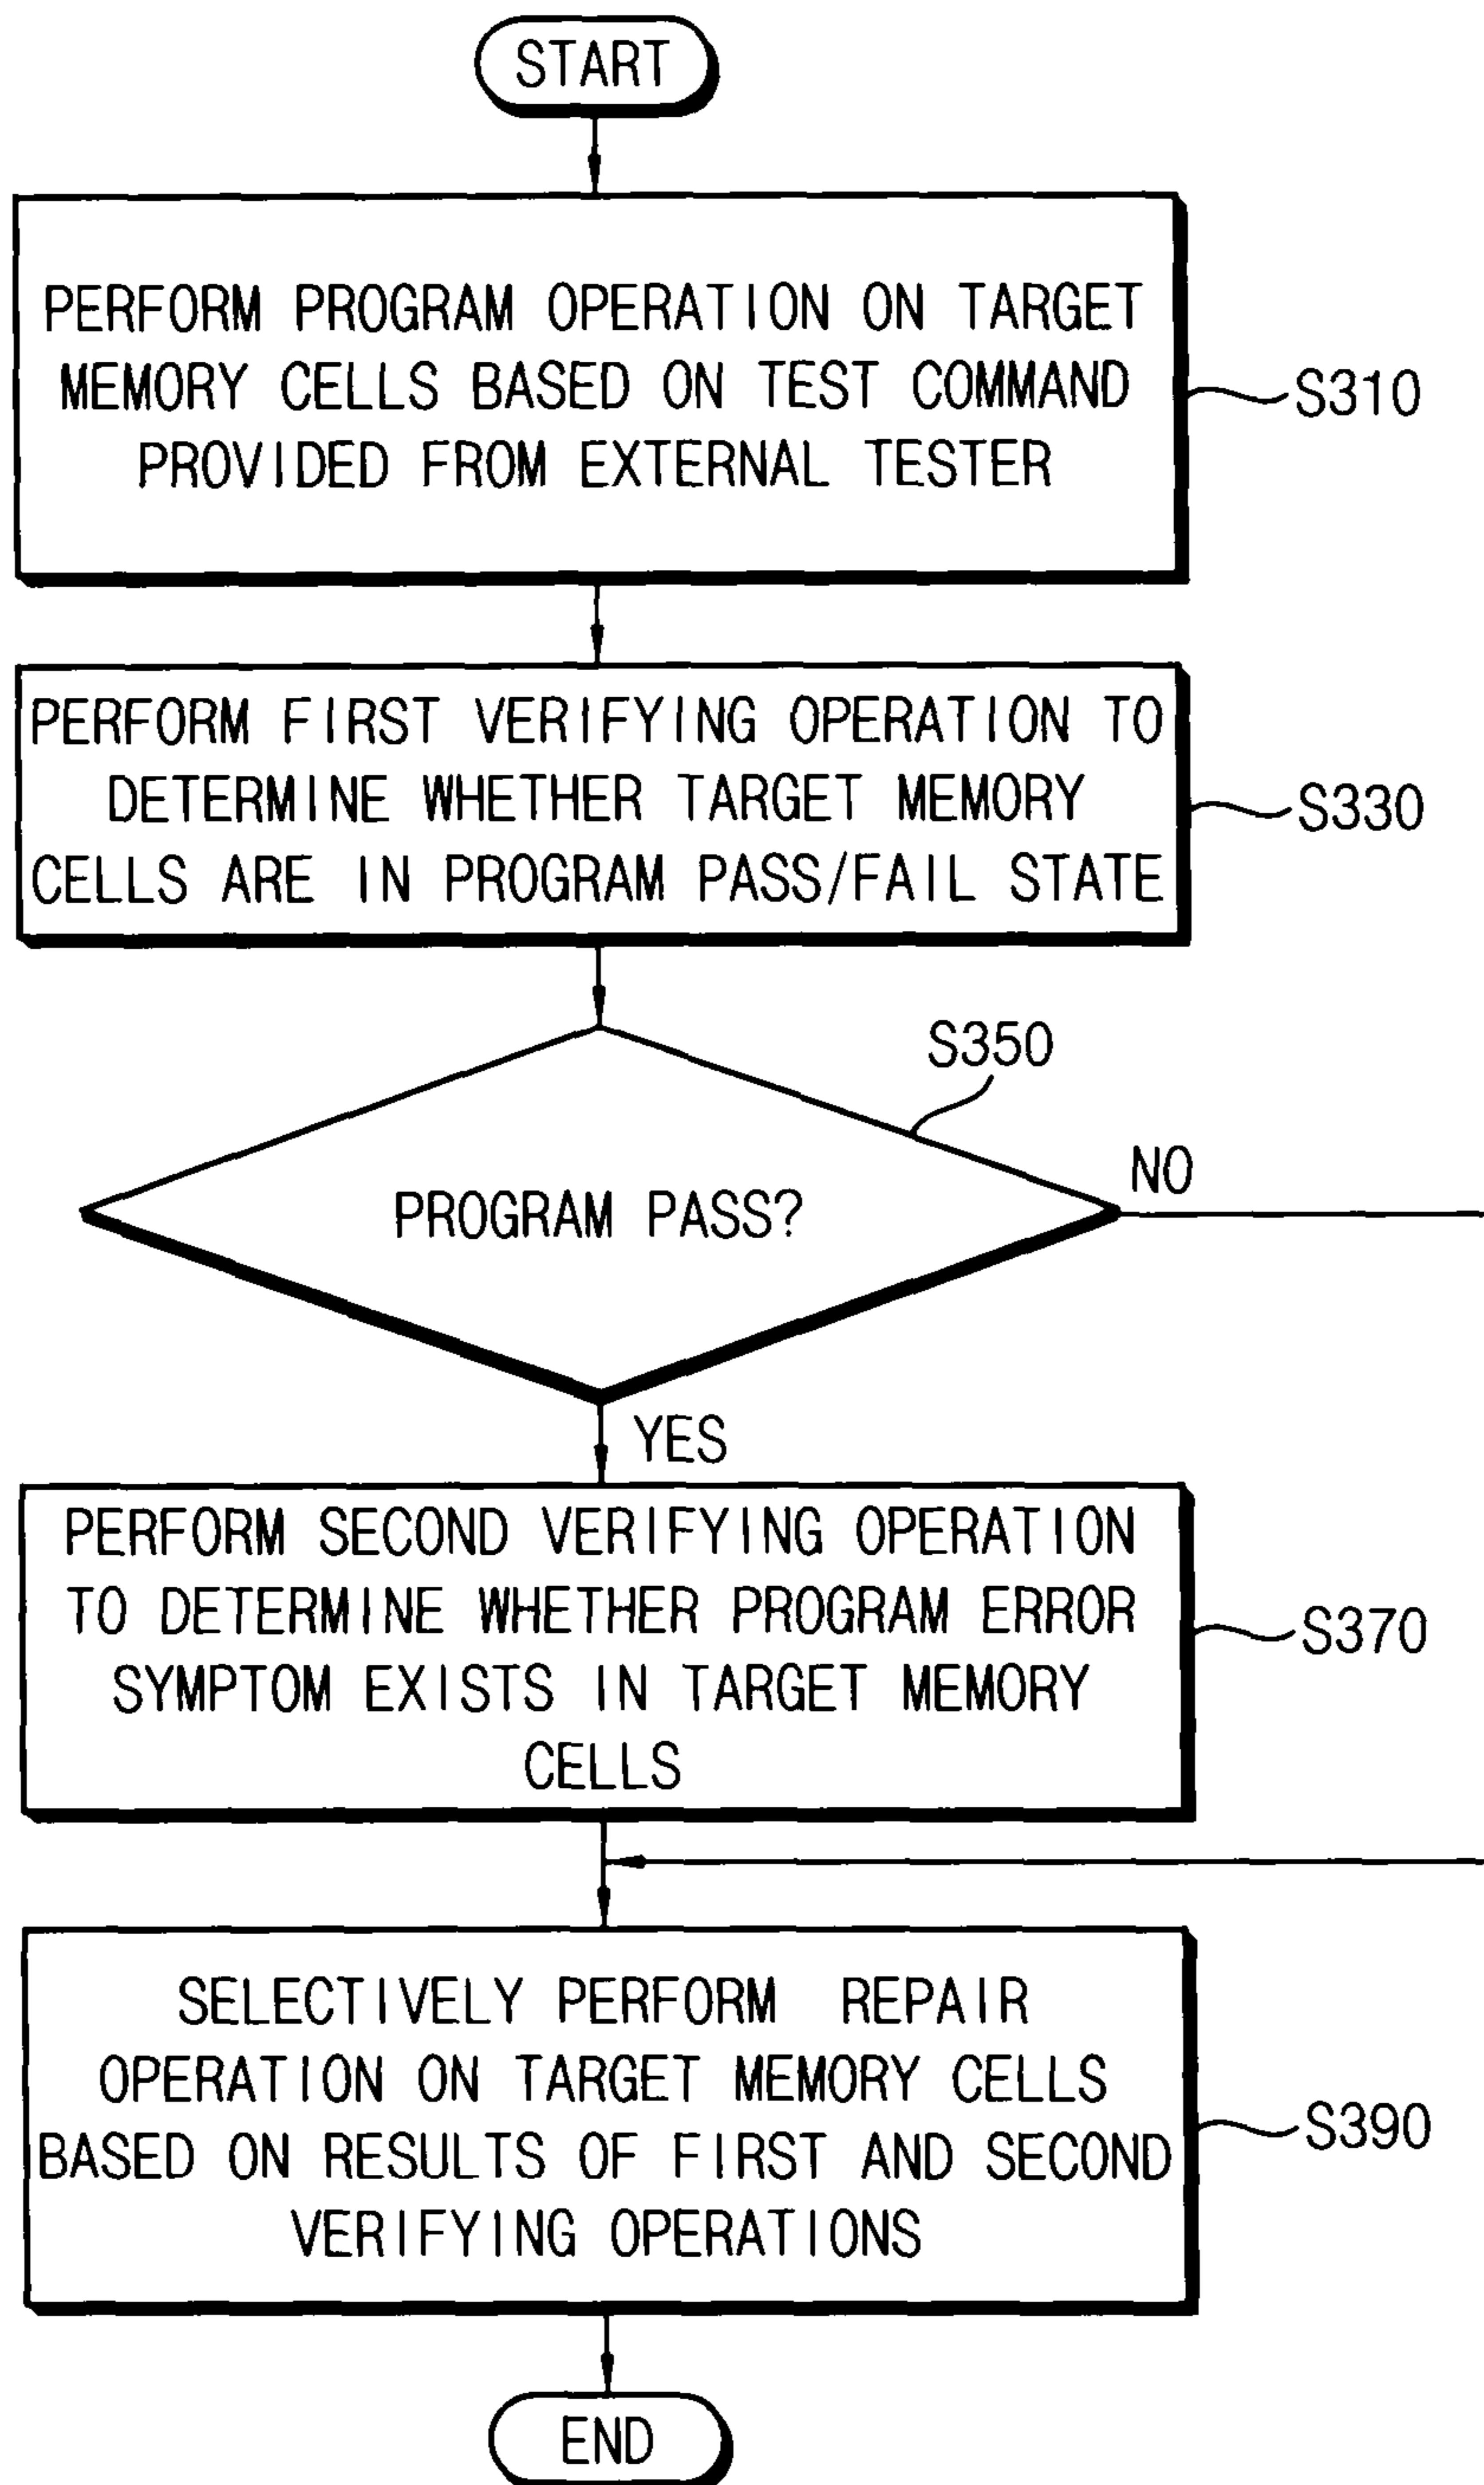 START
PERFORM PROGRAM OPERATION ON TARGET
MEMORY CELLS BASED ON TEST COMMAND
PROVIDED FROM EXTERNAL TESTER
S310
PERFORM FIRST VERIFYING OPERATION TO
DETERMINE WHETHER TARGET MEMORY
CELLS ARE IN PROGRAM PASS/FAIL STATE
S330
S350
PROGRAM PASS?
NO
YES
PERFORM SECOND VERIFYING OPERATION
TO DETERMINE WHETHER PROGRAM ERROR
SYMPTOM EXISTS IN TARGET MEMORY
CELLS
S370
SELECTIVELY PERFORM REPAIR
OPERATION ON TARGET MEMORY CELLS
BASED ON RESULTS OF FIRST AND SECOND
VERIFYING OPERATIONS
S390
END